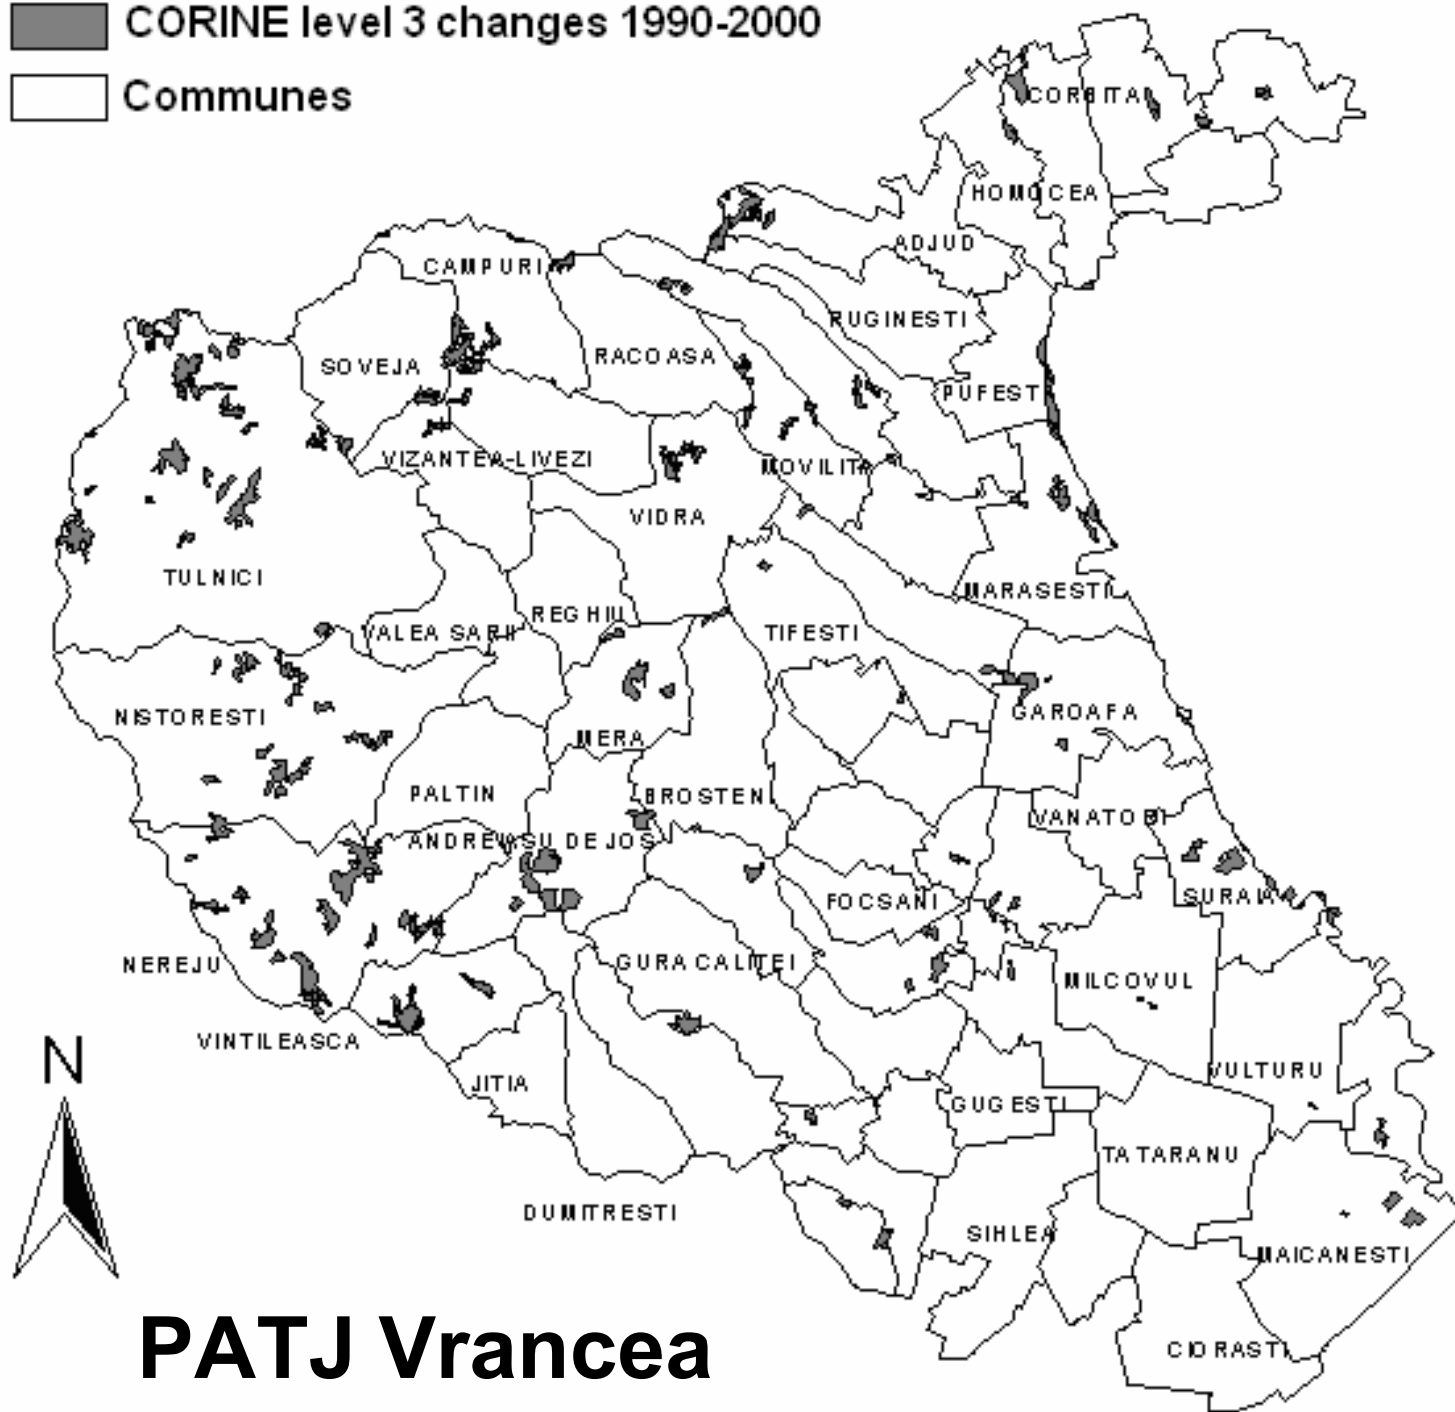 CORINE level 3 changes 1990-2000
Communes
CORBITA
HOMOCEA
ADJUD
CAMPURI
RUGINESTI
SOVEJA
RACOASA
PUFESTI
VIZANTEA-LIVEZI
MOVILITA
VIDRA
TULNICI
MARASESTI
REGHIU
VALEA SARII
TIFESTI
NISTORESTI
GAROAFA
MERA
PALTIN
BROSTENI
VANATORI
ANDREIASU DE JOS
FOCSANI
SURAIA
NEREJU
GURA CALITEI
MILCOVUL
VINTILEASCA
N
JITIA
VULTURU
GUGESTI
TATARANU
DUMITRESTI
SIHLEA
MAICANESTI
CIORASTI
PATJ Vrancea